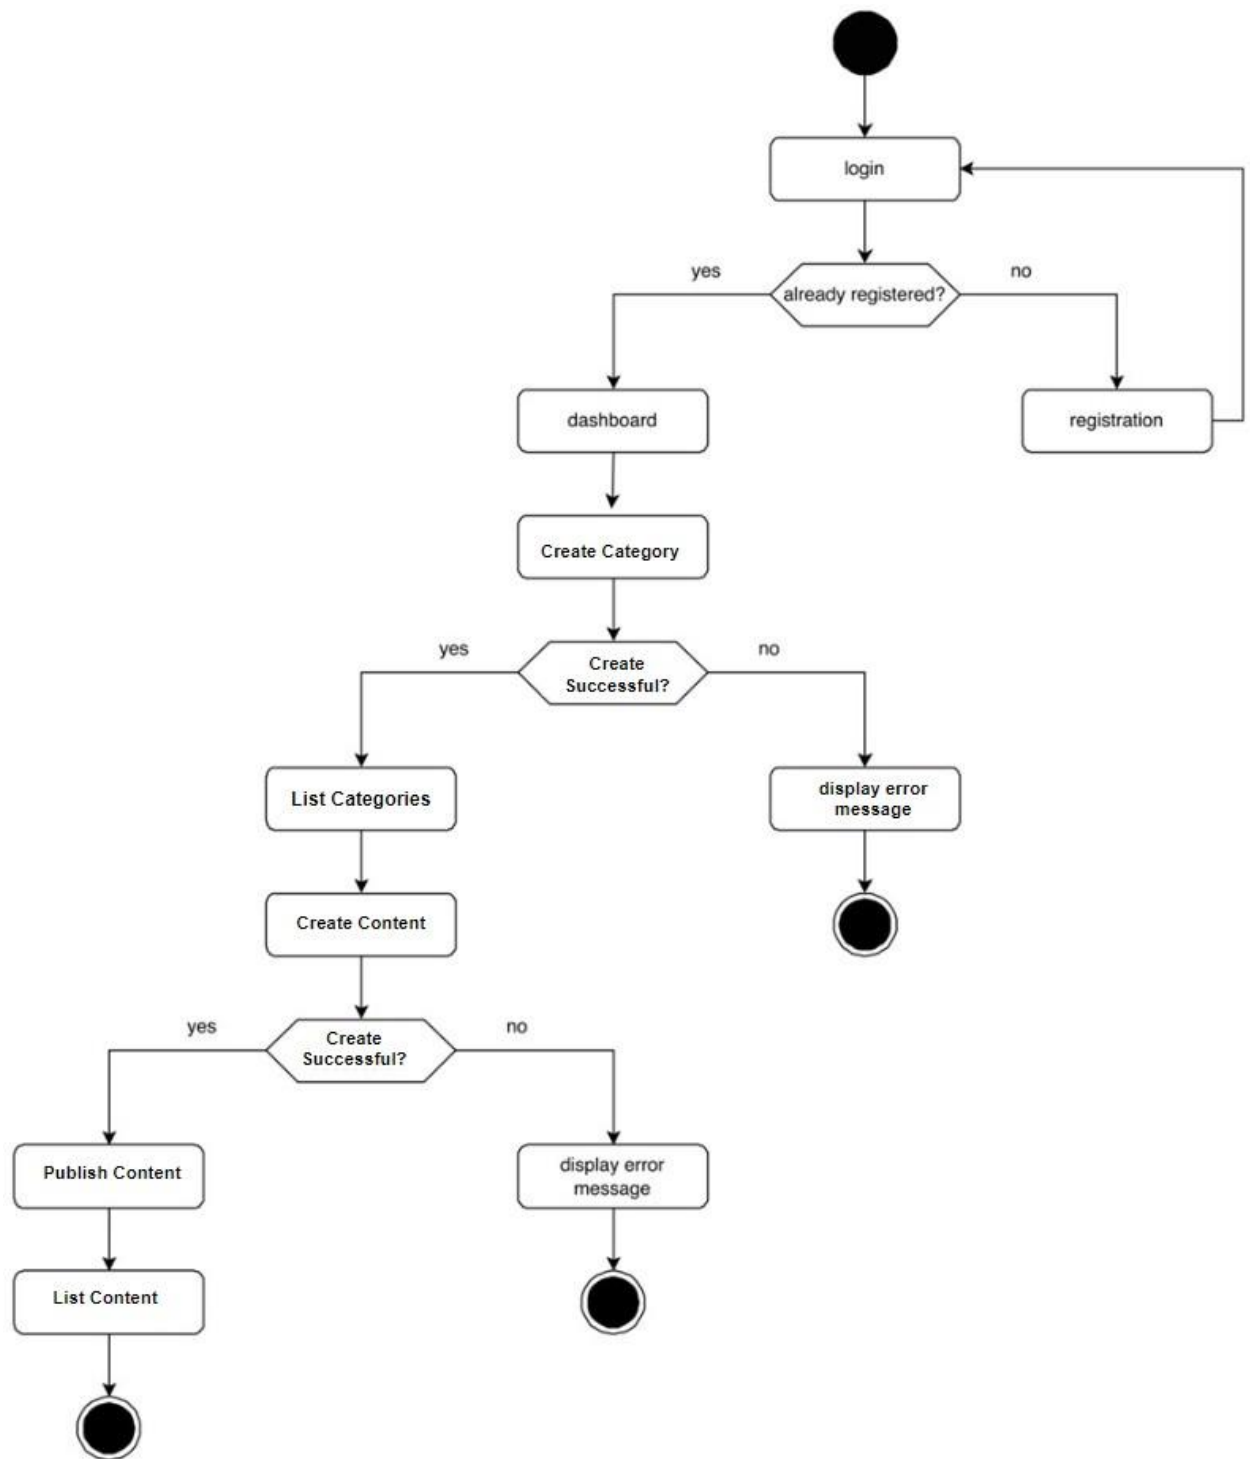 login
yes
no
already registered?
dashboard
registration
Create Category
yes
no
Create
Successful?
List Categories
display error
message
Create Content
yes
no
Create
Successful?
Publish Content
display error
message
List Content